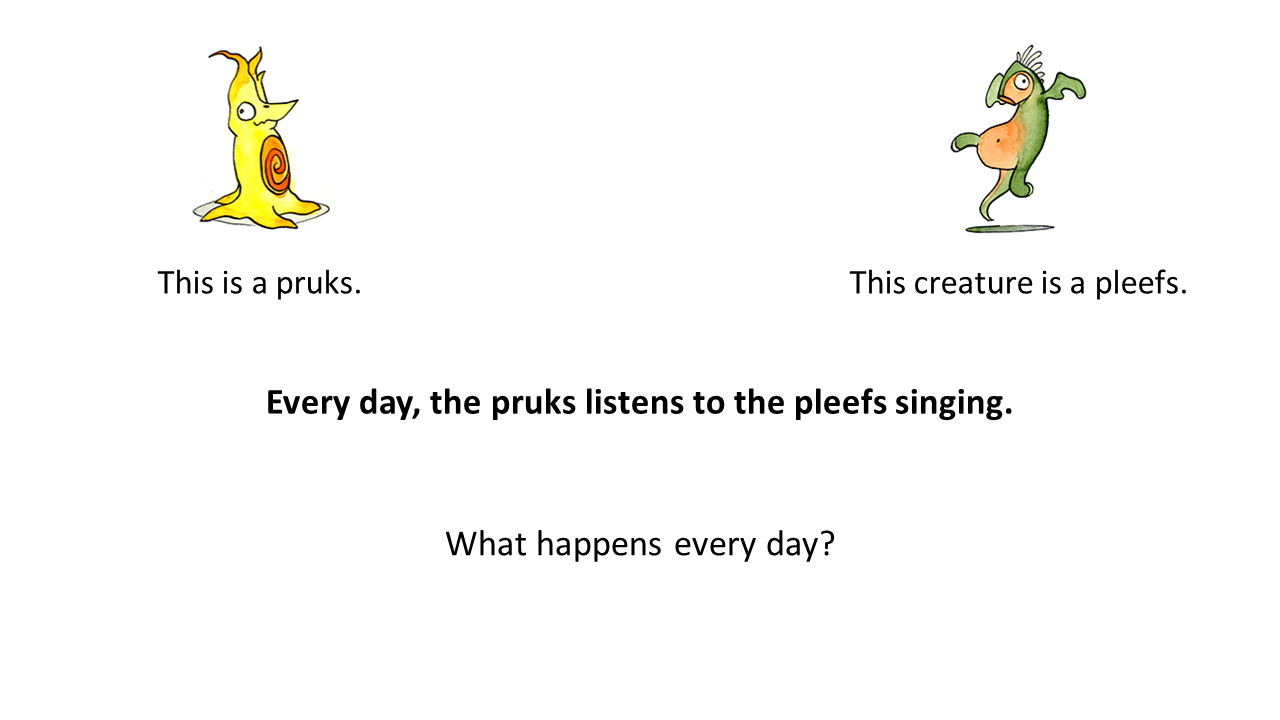 This is a pruks.
This creature is a pleefs.
Every day, the pruks listens to the pleefs singing.
What happens every day?